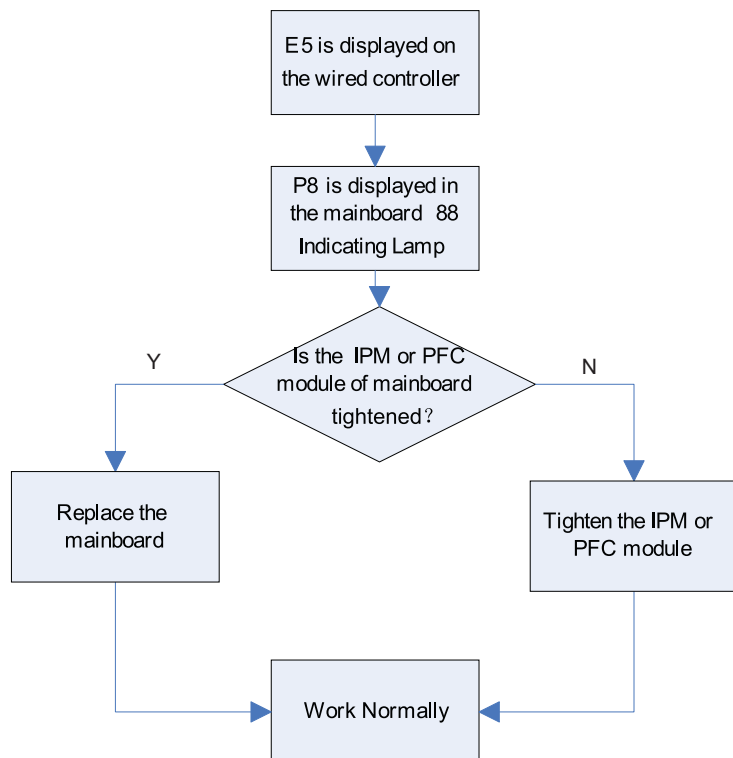 E5 is displayed on
the wired controller
P8 is displayed in
the mainboard 88
Indicating Lamp
Is the IPM or PFC
module of mainboard
tightened？
Y
N
Replace the
mainboard
Tighten the IPM or
PFC module
Work Normally